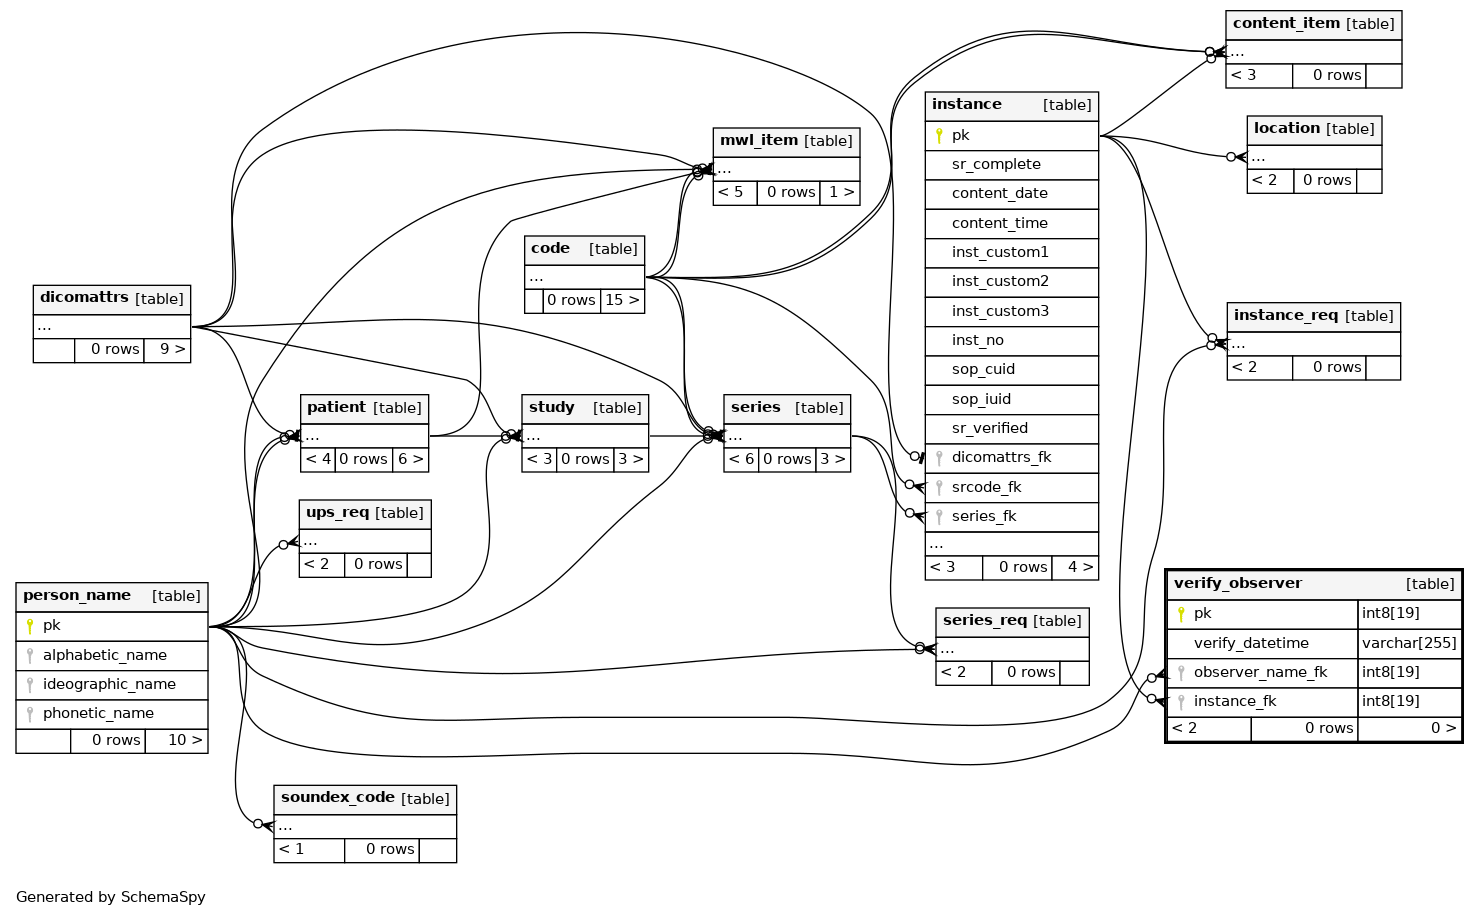 content_item [table]
...
< 3 0 rows
instance [table]
pk
sr_complete
content_date
content_time
inst_custom1
inst_custom2
inst_custom3
inst_no
sop_cuid
sop_iuid
sr_verified
dicomattrs_fk
srcode_fk
series_fk
...
< 3 0 rows 4 >
location [table]
...
< 2 0 rows
mwl_item [table]
...
< 5 0 rows 1 >
code [table]
...
0 rows 15 >
dicomattrs [table]
...
0 rows 9 >
instance_req [table]
...
< 2 0 rows
patient [table]
...
< 4 0 rows 6 >
study [table]
...
< 3 0 rows 3 >
series [table]
...
< 6 0 rows 3 >
ups_req [table]
...
< 2 0 rows
person_name [table]
pk
alphabetic_name
ideographic_name
phonetic_name
0 rows 10 >
series_req [table]
...
< 2 0 rows
verify_observer [table]
pk int8[19]
verify_datetime varchar[255]
observer_name_fk int8[19]
instance_fk int8[19]
< 2 0 rows 0 >
soundex_code [table]
...
< 1 0 rows
Generated by SchemaSpy